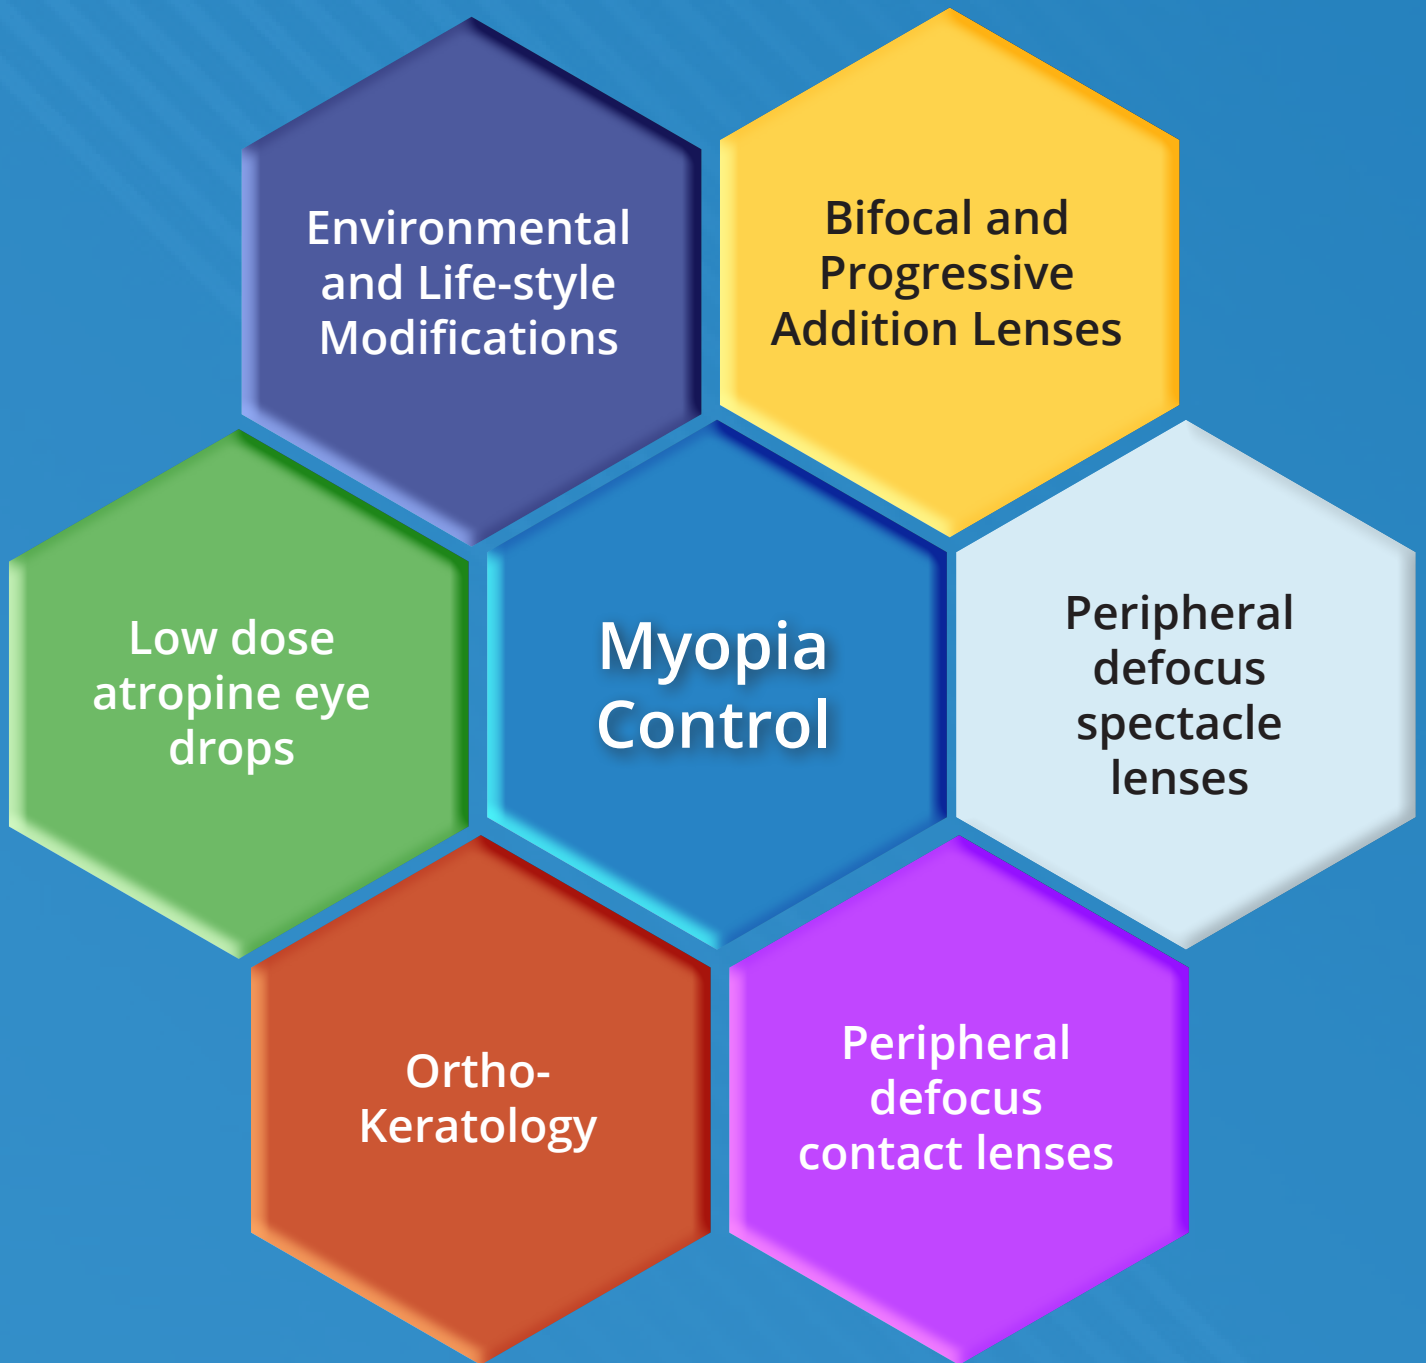 Environmental
and Life-style
Modifications
Bifocal and
Progressive
Addition Lenses
Low dose
atropine eye
drops
Myopia
Control
Peripheral
defocus
spectacle
lenses
Ortho-
Keratology
Peripheral
defocus
contact lenses